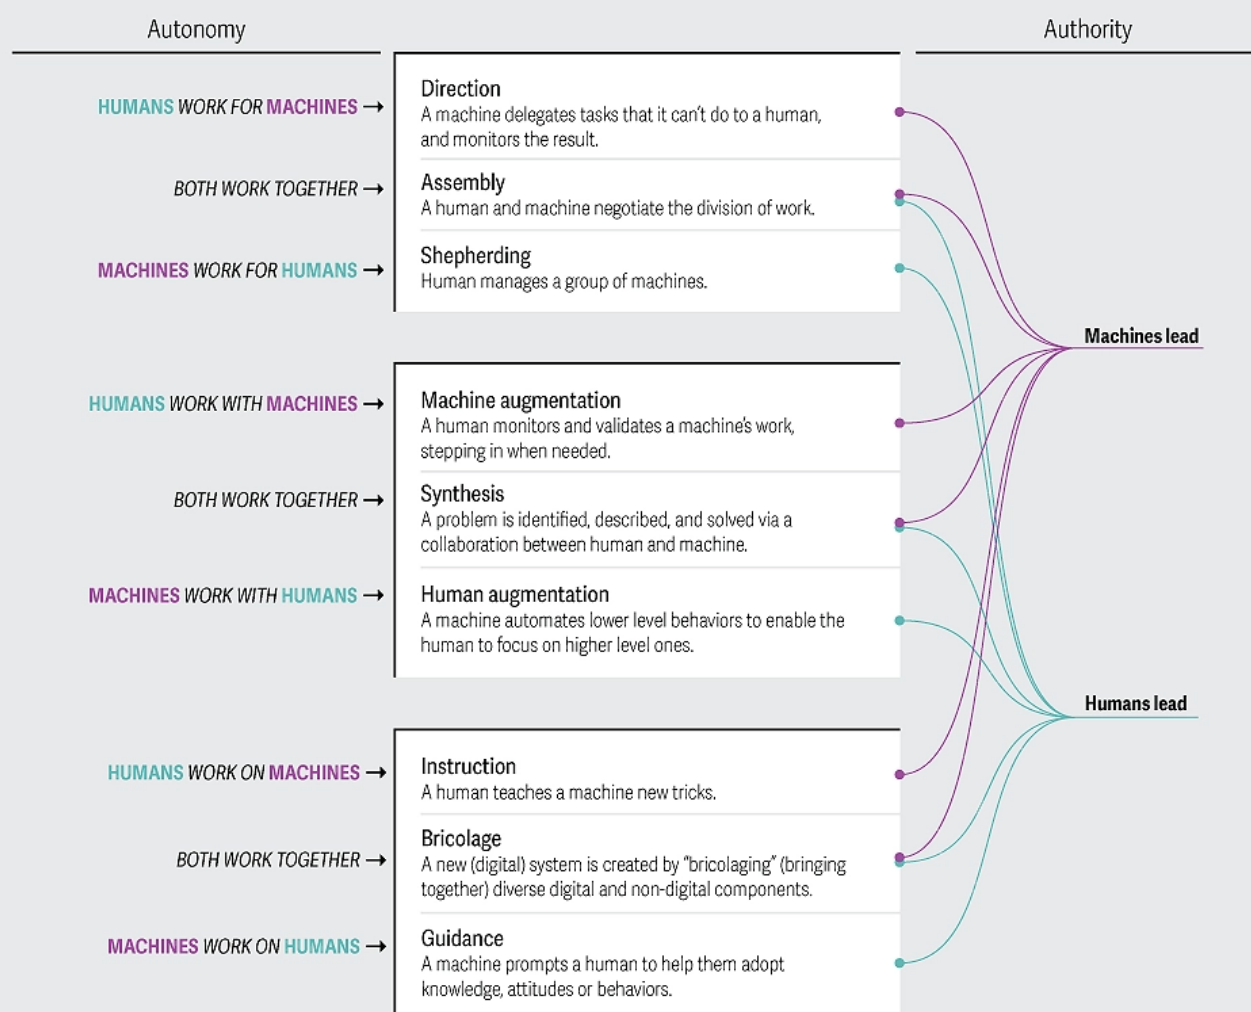 Autonomy
Authority
HUMANS WORK FOR MACHINES →
Direction
A machine delegates tasks that it can't do to a human,
and monitors the result.
BOTH WORK TOGETHER →
Assembly
A human and machine negotiate the division of work.
MACHINES WORK FOR HUMANS →
Shepherding
Human manages a group of machines.
Machines lead
HUMANS WORK WITH MACHINES →
Machine augmentation
A human monitors and validates a machine's work,
stepping in when needed.
BOTH WORK TOGETHER →
Synthesis
A problem is identified, described, and solved via a
collaboration between human and machine.
MACHINES WORK WITH HUMANS →
Human augmentation
A machine automates lower level behaviors to enable the
human to focus on higher level ones.
Humans lead
HUMANS WORK ON MACHINES →
Instruction
A human teaches a machine new tricks.
BOTH WORK TOGETHER →
Bricolage
A new (digital) system is created by "bricolaging" (bringing
together) diverse digital and non-digital components.
MACHINES WORK ON HUMANS →
Guidance
A machine prompts a human to help them adopt
knowledge, attitudes or behaviors.